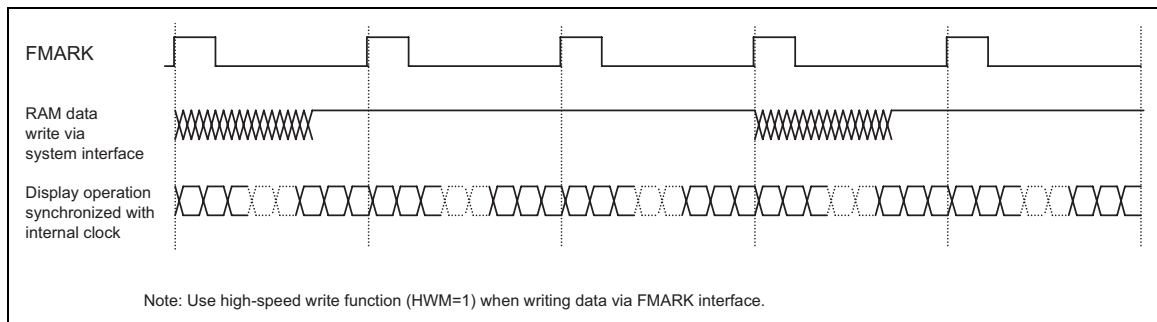 FMARK
RAM data
write via
system interface
Display operation
synchronized with
internal clock
Note: Use high-speed write function (HWM=1) when writing data via FMARK interface.